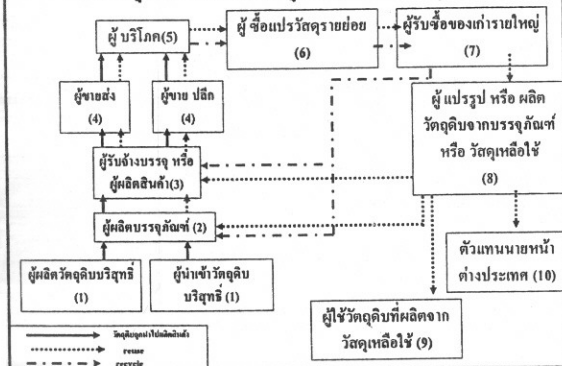 ผู้ บริโภค(5)
ผู้ ซื้อแปรวัสดุรายย่อย
(6)
ผู้รับซื้อของเก่ารายใหญ่
(7)
ผู้ขายส่ง
(4)
ผู้ขาย ปลีก
(4)
ผู้ แปรรูป หรือ ผลิต
วัตถุดิบจากบรรจุภัณฑ์
หรือ วัสดุเหลือใช้
(8)
ผู้รับจ้างบรรจุ หรือ
ผู้ผลิตสินค้า(3)
ผู้ผลิตบรรจุภัณฑ์ (2)
ผู้ผลิตวัตถุดิบบริสุทธิ์
(1)
ผู้นำเข้าวัตถุดิบ
บริสุทธิ์ (1)
ตัวแทนนายหน้า
ต่างประเทศ (10)
ผู้ใช้วัตถุดิบที่ผลิตจาก
วัสดุเหลือใช้ (9)
reuse
recycle